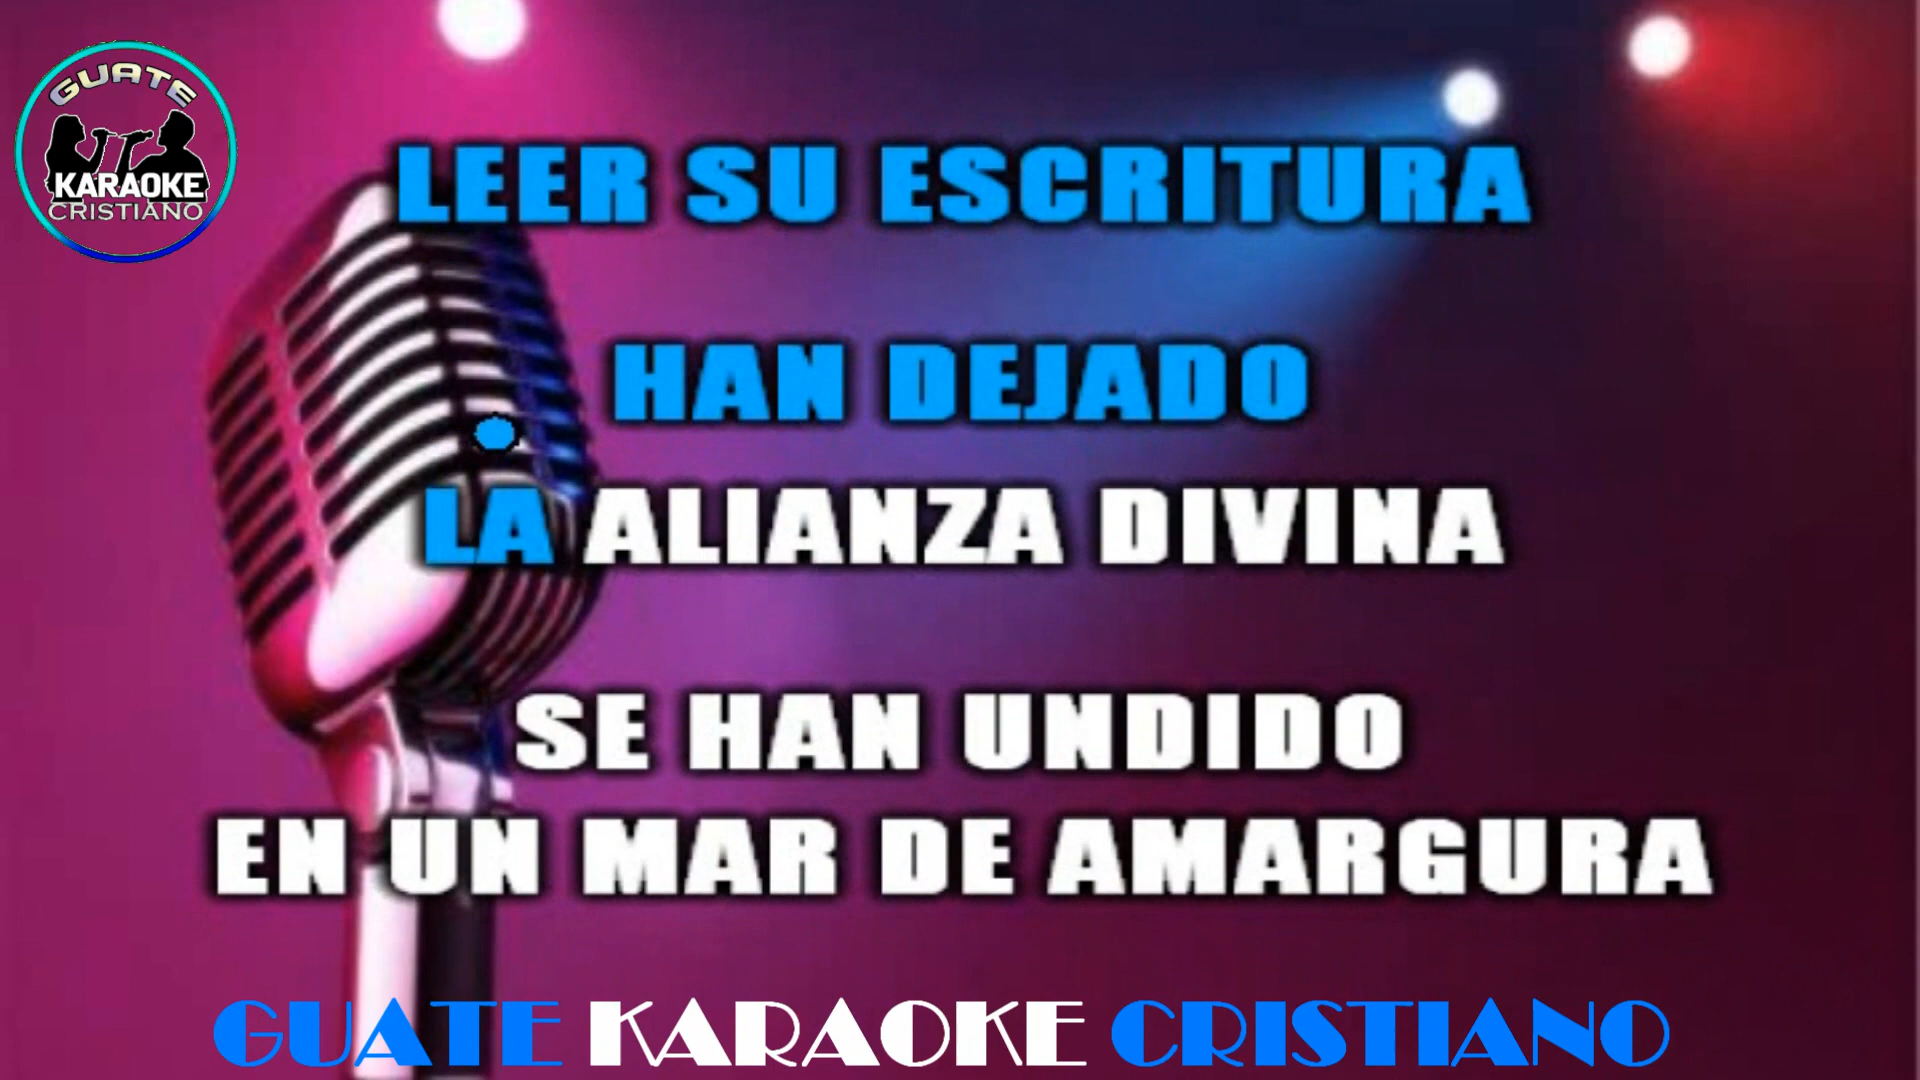 GUATE
KARAOKE
CRISTIANO
LEER SU ESCRITURA
HAN DEJADO
LA ALIANZA DIVINA
SE HAN UNDIDO
EN UN MAR DE AMARGURA
GUATE KARAOKE CRISTIANO